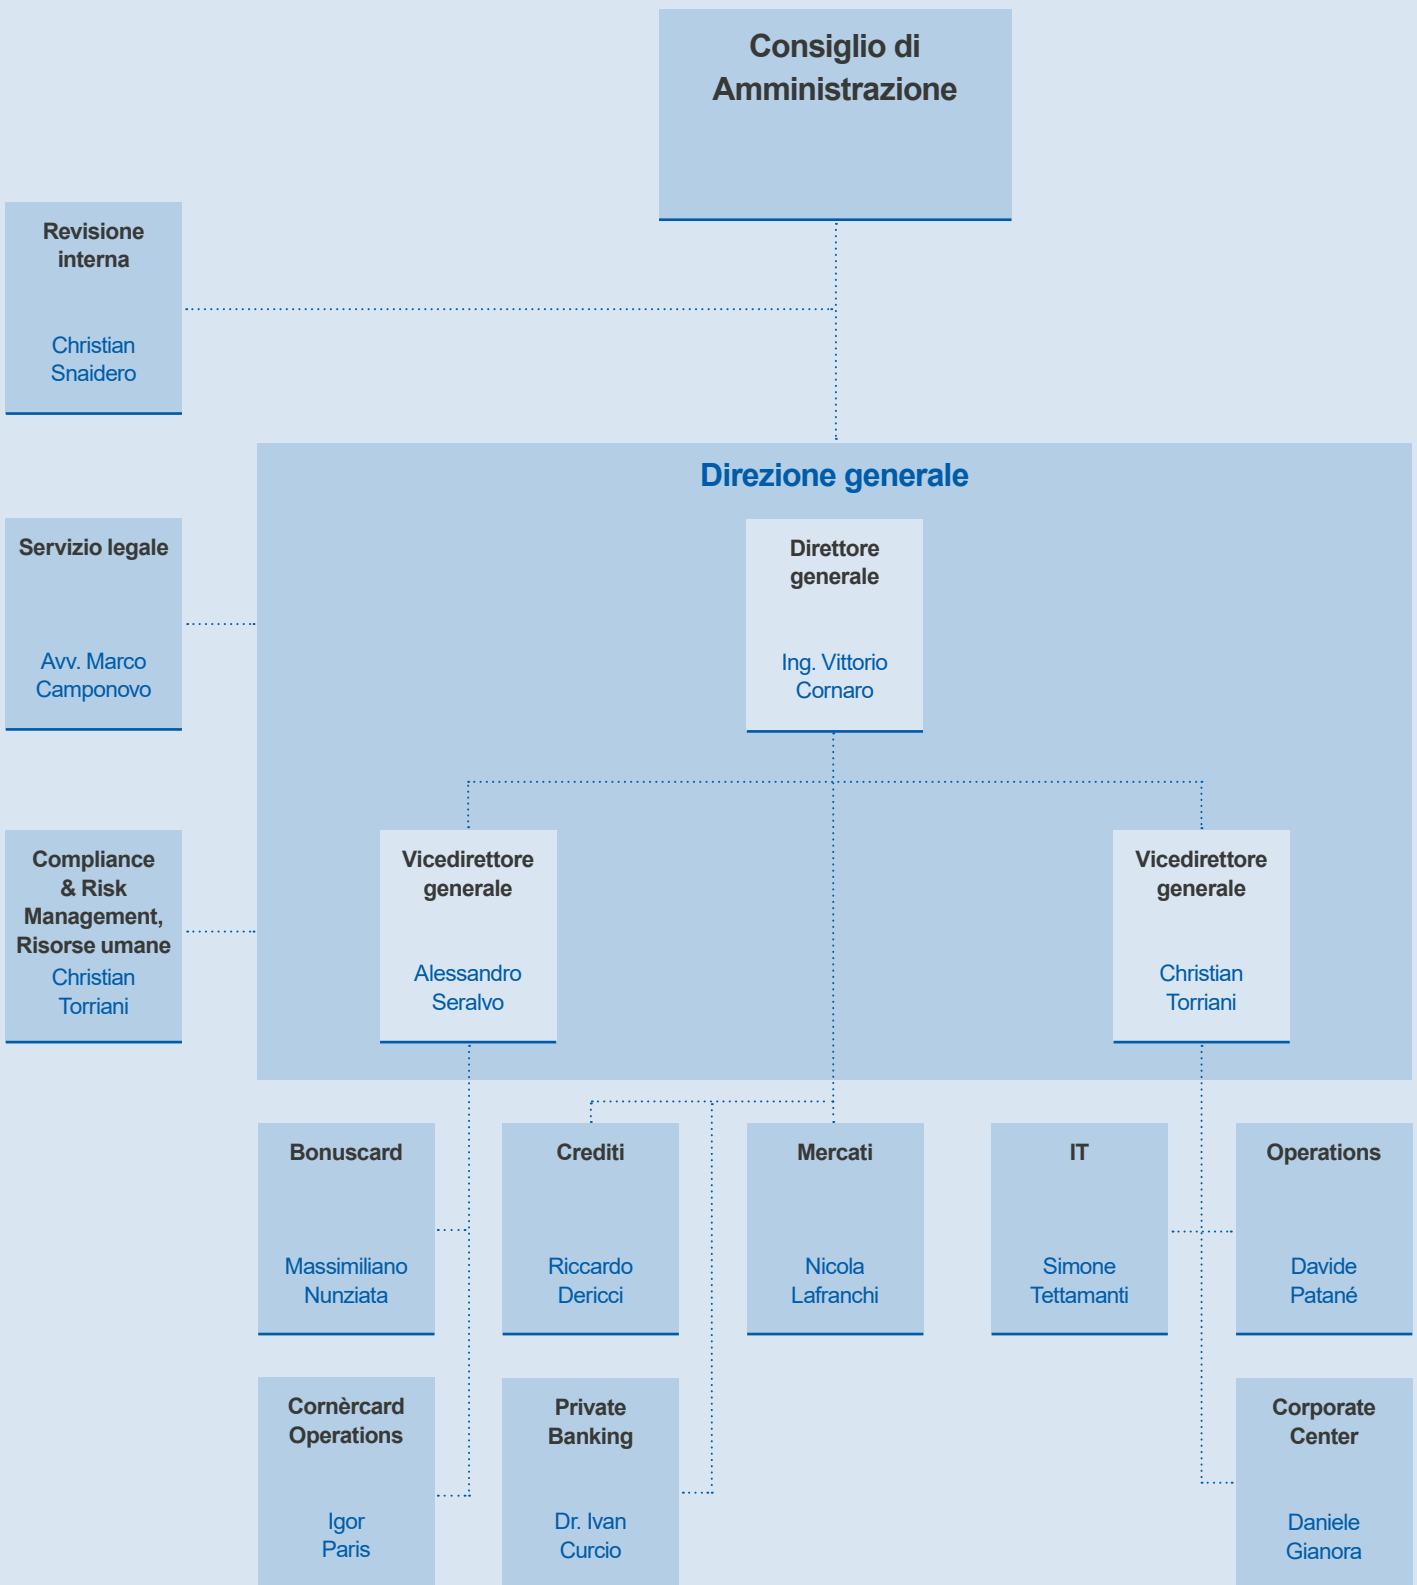 Consiglio di
Amministrazione
Revisione
interna
Christian
Snaidero
Direzione generale
Servizio legale
Avv. Marco
Camponovo
Direttore
generale
Ing. Vittorio
Cornaro
Compliance
& Risk
Management,
Risorse umane
Christian
Torriani
Vicedirettore
generale
Alessandro
Seralvo
Vicedirettore
generale
Christian
Torriani
Bonuscard
Massimiliano
Nunziata
Crediti
Riccardo
Dericci
Mercati
Nicola
Lafranchi
IT
Simone
Tettamanti
Operations
Davide
Patané
Cornèrcard
Operations
Igor
Paris
Private
Banking
Dr. Ivan
Curcio
Corporate
Center
Daniele
Gianora